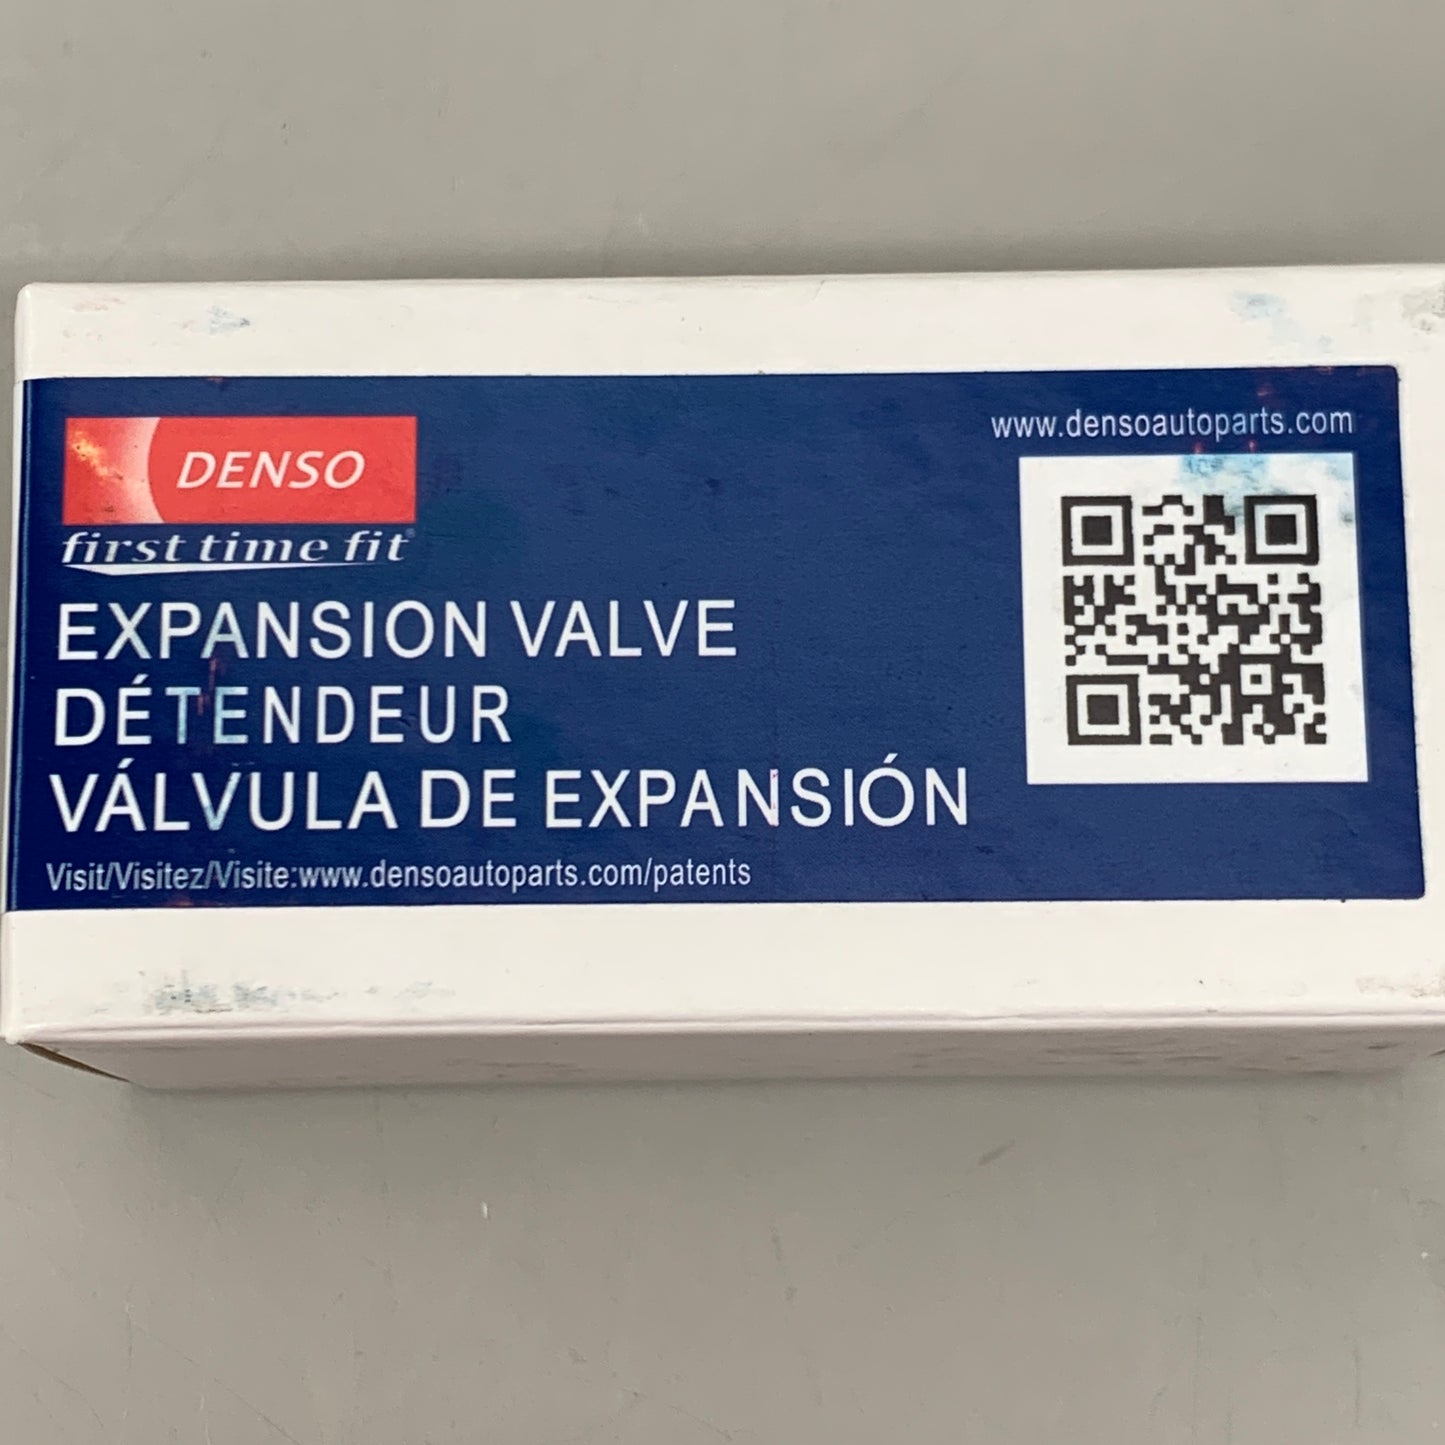 DENSO
first time fit®
EXPANSION VALVE
DÉTENDEUR
VÁLVULA DE EXPANSIÓN
Visit/Visitez/Visite:www.densoautoparts.com/patents
www.densoautoparts.com